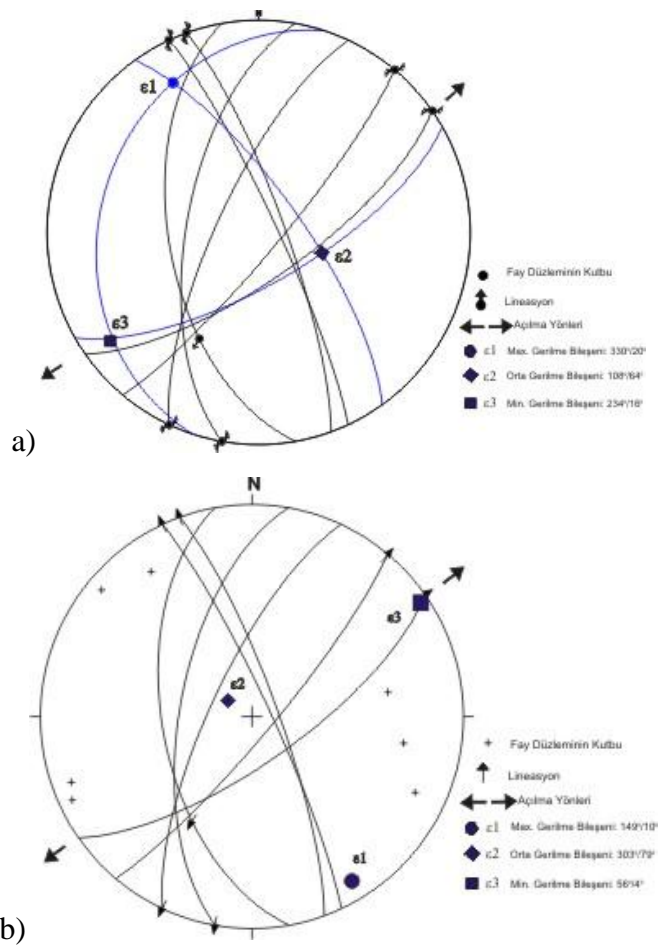 ε1
ε2
ε3
Fay Düzleminin Kutbu
Lineasyon
Açılma Yönleri
ε1 Max. Gerilme Bileşeni: 330°/20°
ε2 Orta Gerilme Bileşeni: 108°/64°
ε3 Min. Gerilme Bileşeni: 234°/16°
a)
N
ε3
ε2
ε1
Fay Düzleminin Kutbu
Lineasyon
Açılma Yönleri
ε1 Max. Gerilme Bileşeni: 149°/10°
ε2 Orta Gerilme Bileşeni: 303°/79°
ε3 Min. Gerilme Bileşeni: 56°/4°
b)